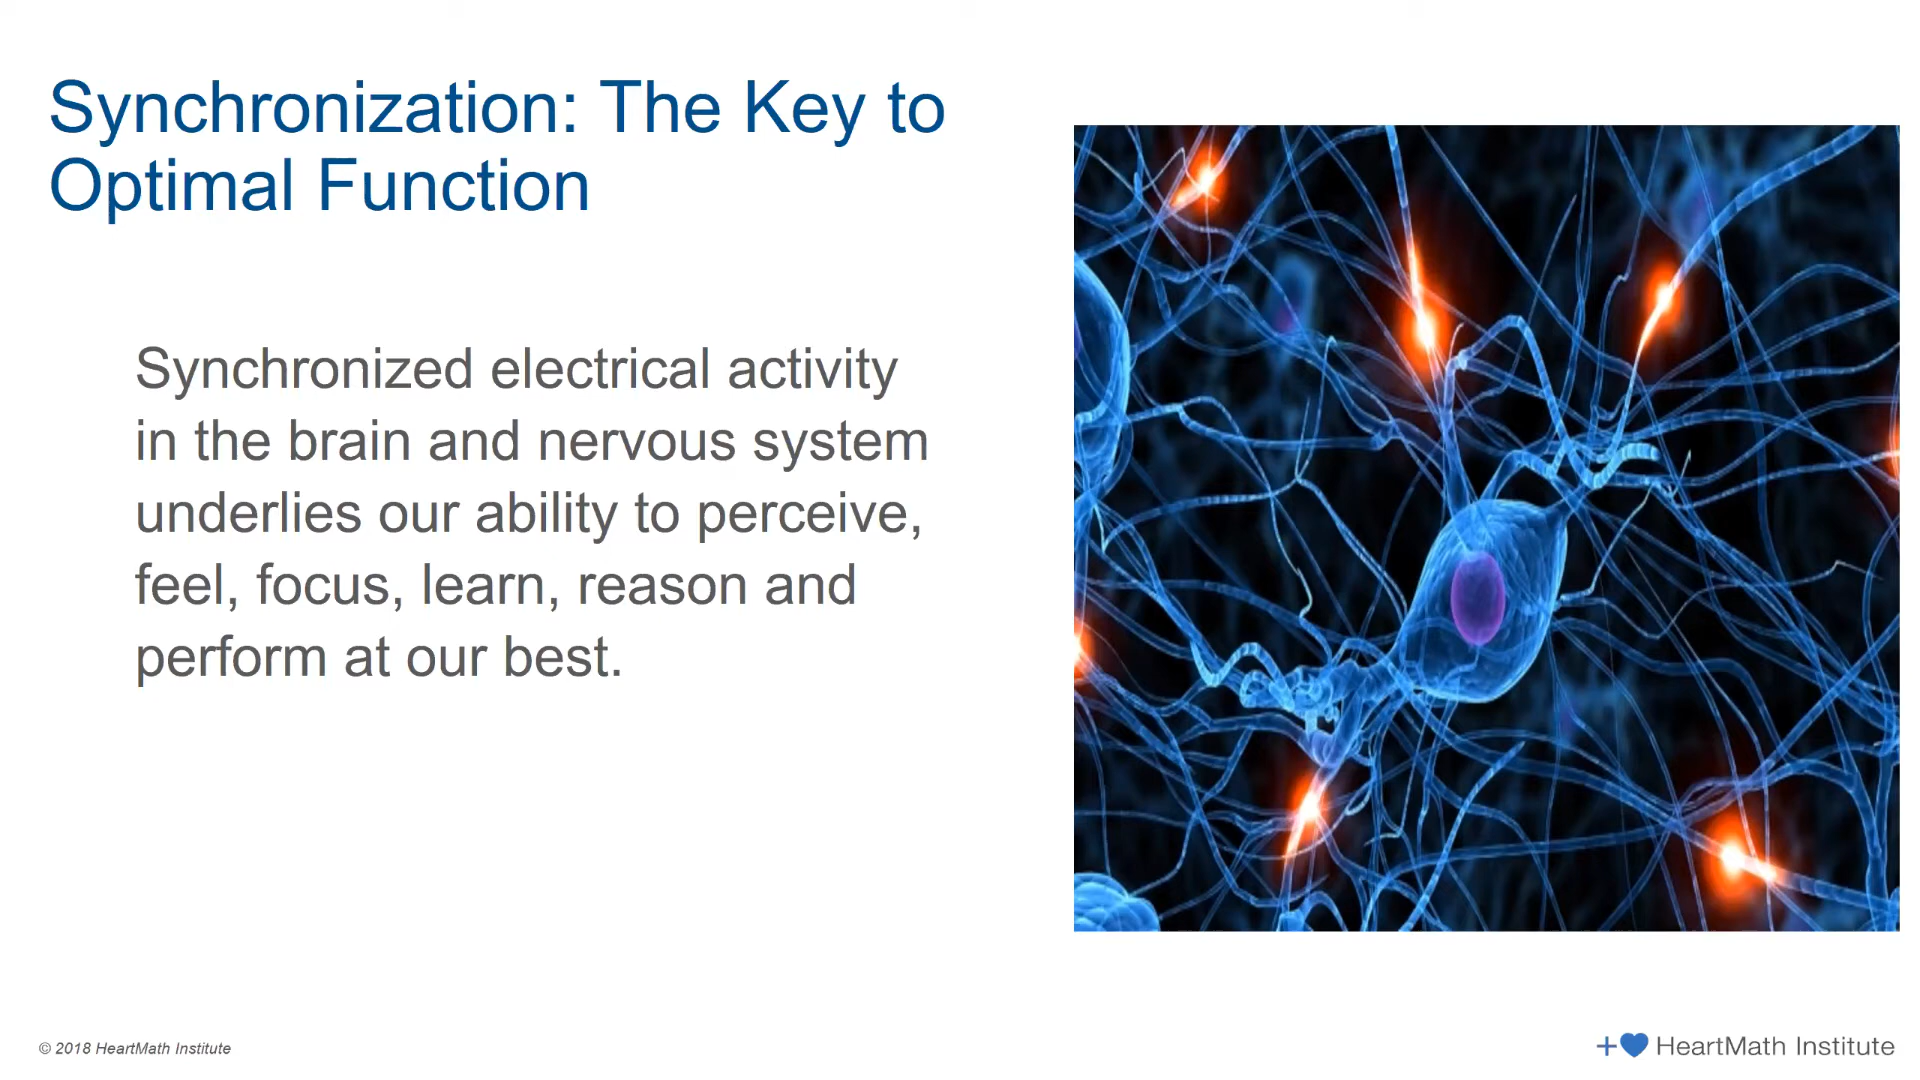 Synchronization: The Key to
Optimal Function
Synchronized electrical activity
in the brain and nervous system
underlies our ability to perceive,
feel, focus, learn, reason and
perform at our best.
© 2018 HeartMath Institute
HeartMath Institute